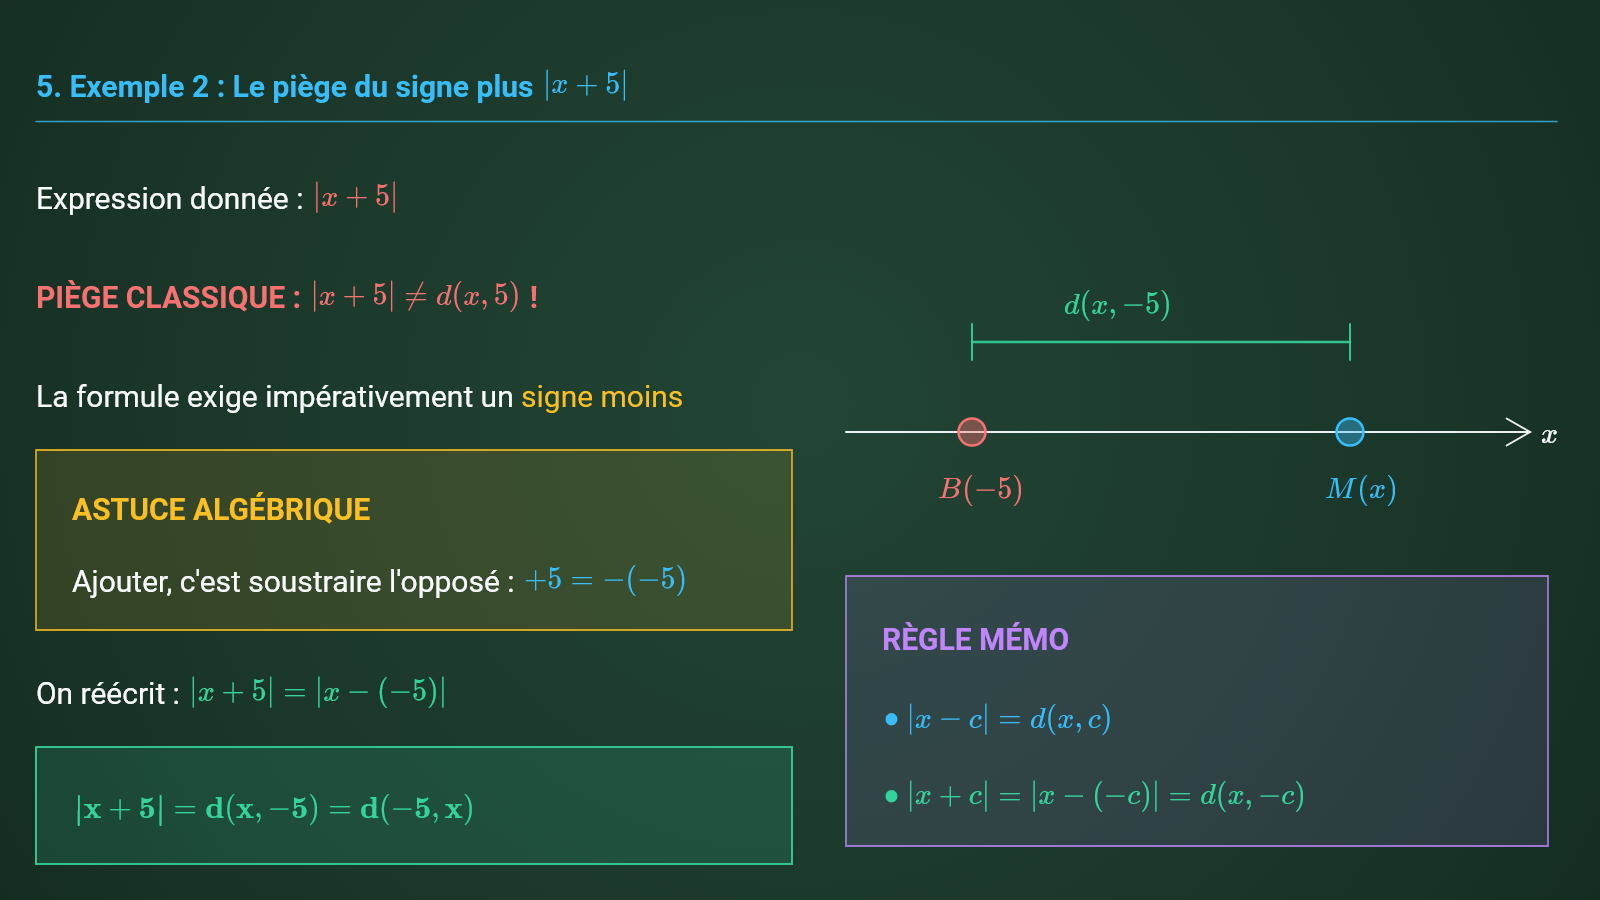 5. Exemple 2 : Le piège du signe plus |x + 5|
Expression donnée : |x + 5|
PIÈGE CLASSIQUE : |x + 5| ≠ d(x, 5) !
La formule exige impérativement un signe moins
ASTUCE ALGÉBRIQUE
Ajouter, c'est soustraire l'opposé : +5 = −(−5)
On réécrit : |x + 5| = |x − (−5)|
|x + 5| = d(x, −5) = d(−5, x)
d(x, −5)
x
B(−5)
M(x)
RÈGLE MÉMO
• |x − c| = d(x, c)
• |x + c| = |x − (−c)| = d(x, −c)